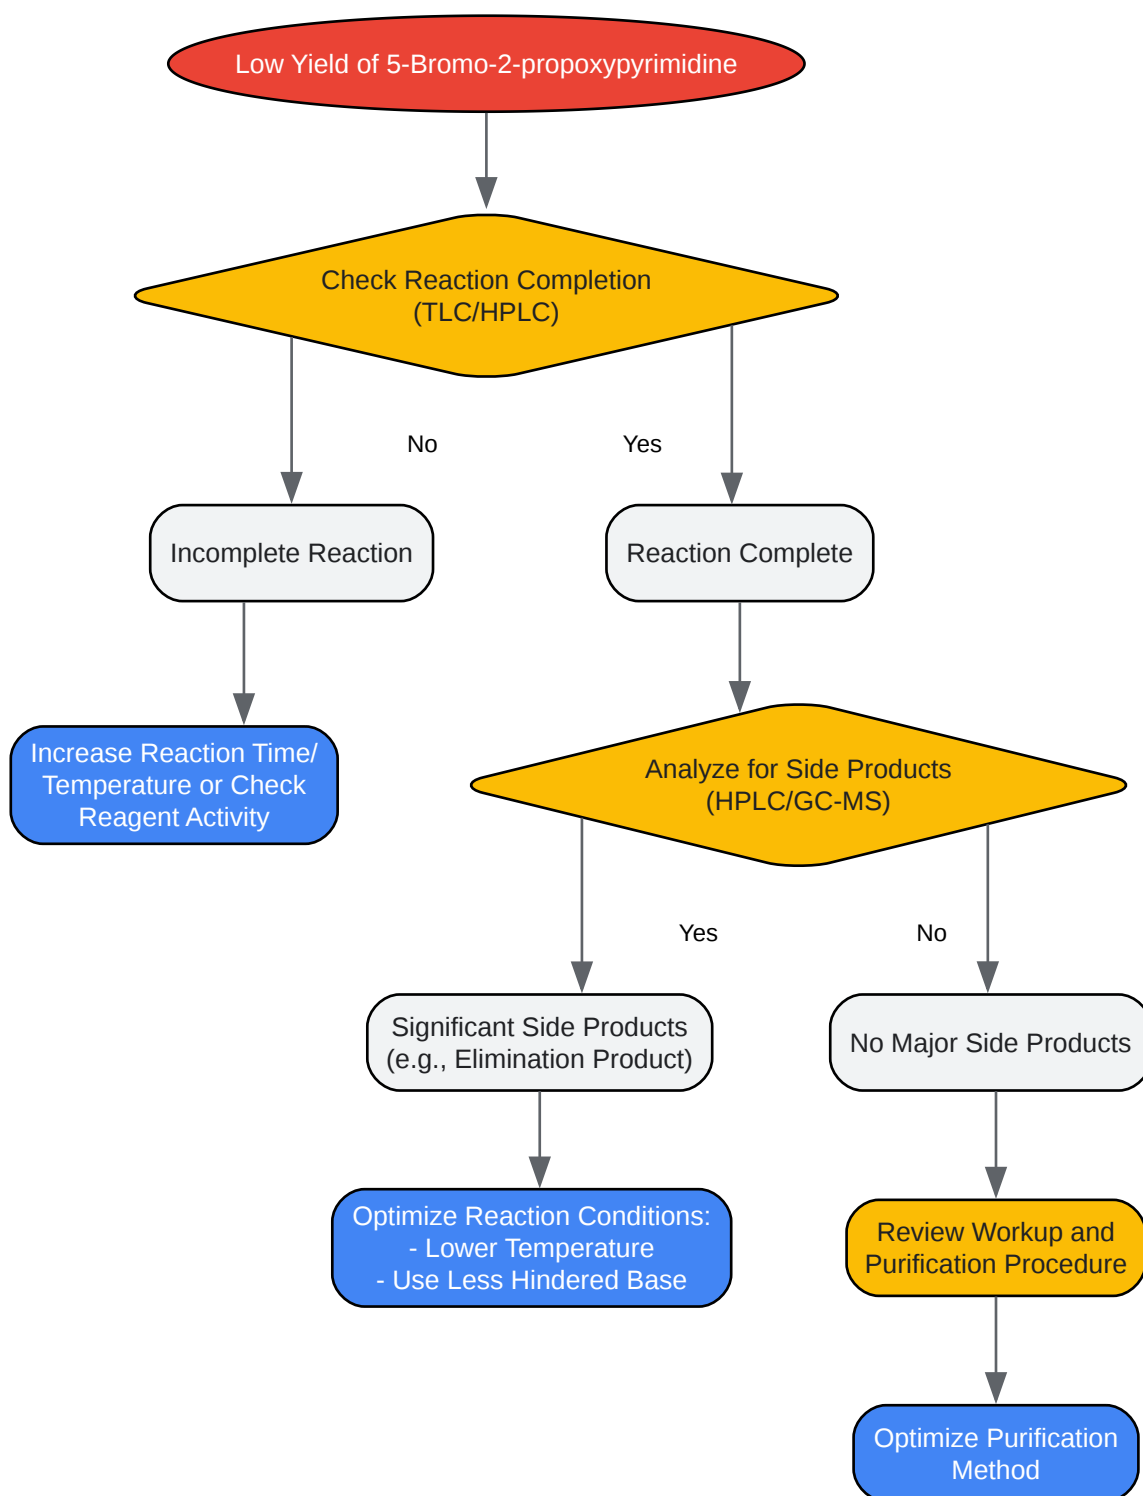 Low Yield of 5-Bromo-2-propoxypyrimidine
Check Reaction Completion
(TLC/HPLC)
No
Yes
Incomplete Reaction
Reaction Complete
Increase Reaction Time/
Temperature or Check
Reagent Activity
Analyze for Side Products
(HPLC/GC-MS)
Yes
No
Significant Side Products
(e.g., Elimination Product)
No Major Side Products
Optimize Reaction Conditions:
- Lower Temperature
- Use Less Hindered Base
Review Workup and
Purification Procedure
Optimize Purification
Method